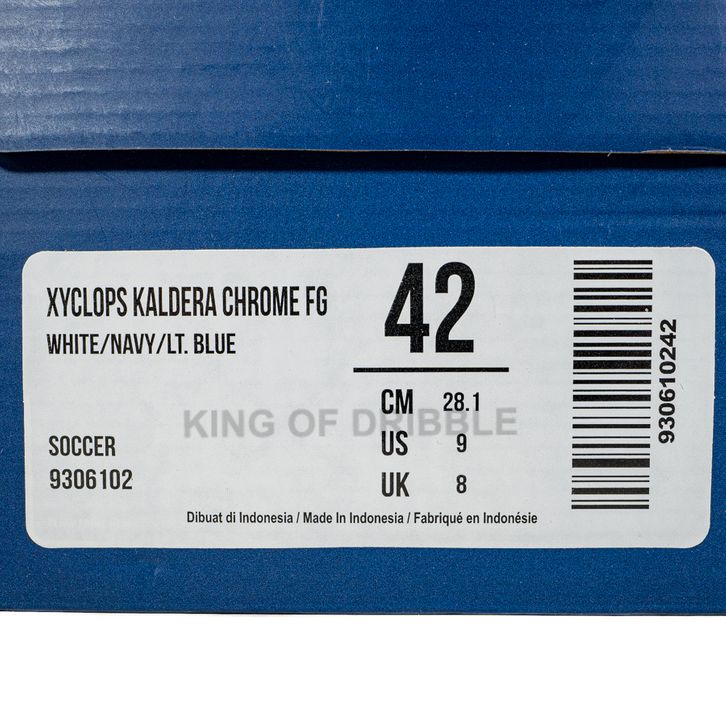 XYCLOPS KALDERA CHROME FG
WHITE/NAVY/LT. BLUE
SOCCER
9306102
42
CM 28.1
US 9
UK 8
KING OF DRIBBLE
Dibuat di Indonesia / Made In Indonesia / Fabriqué en Indonésie
930610242